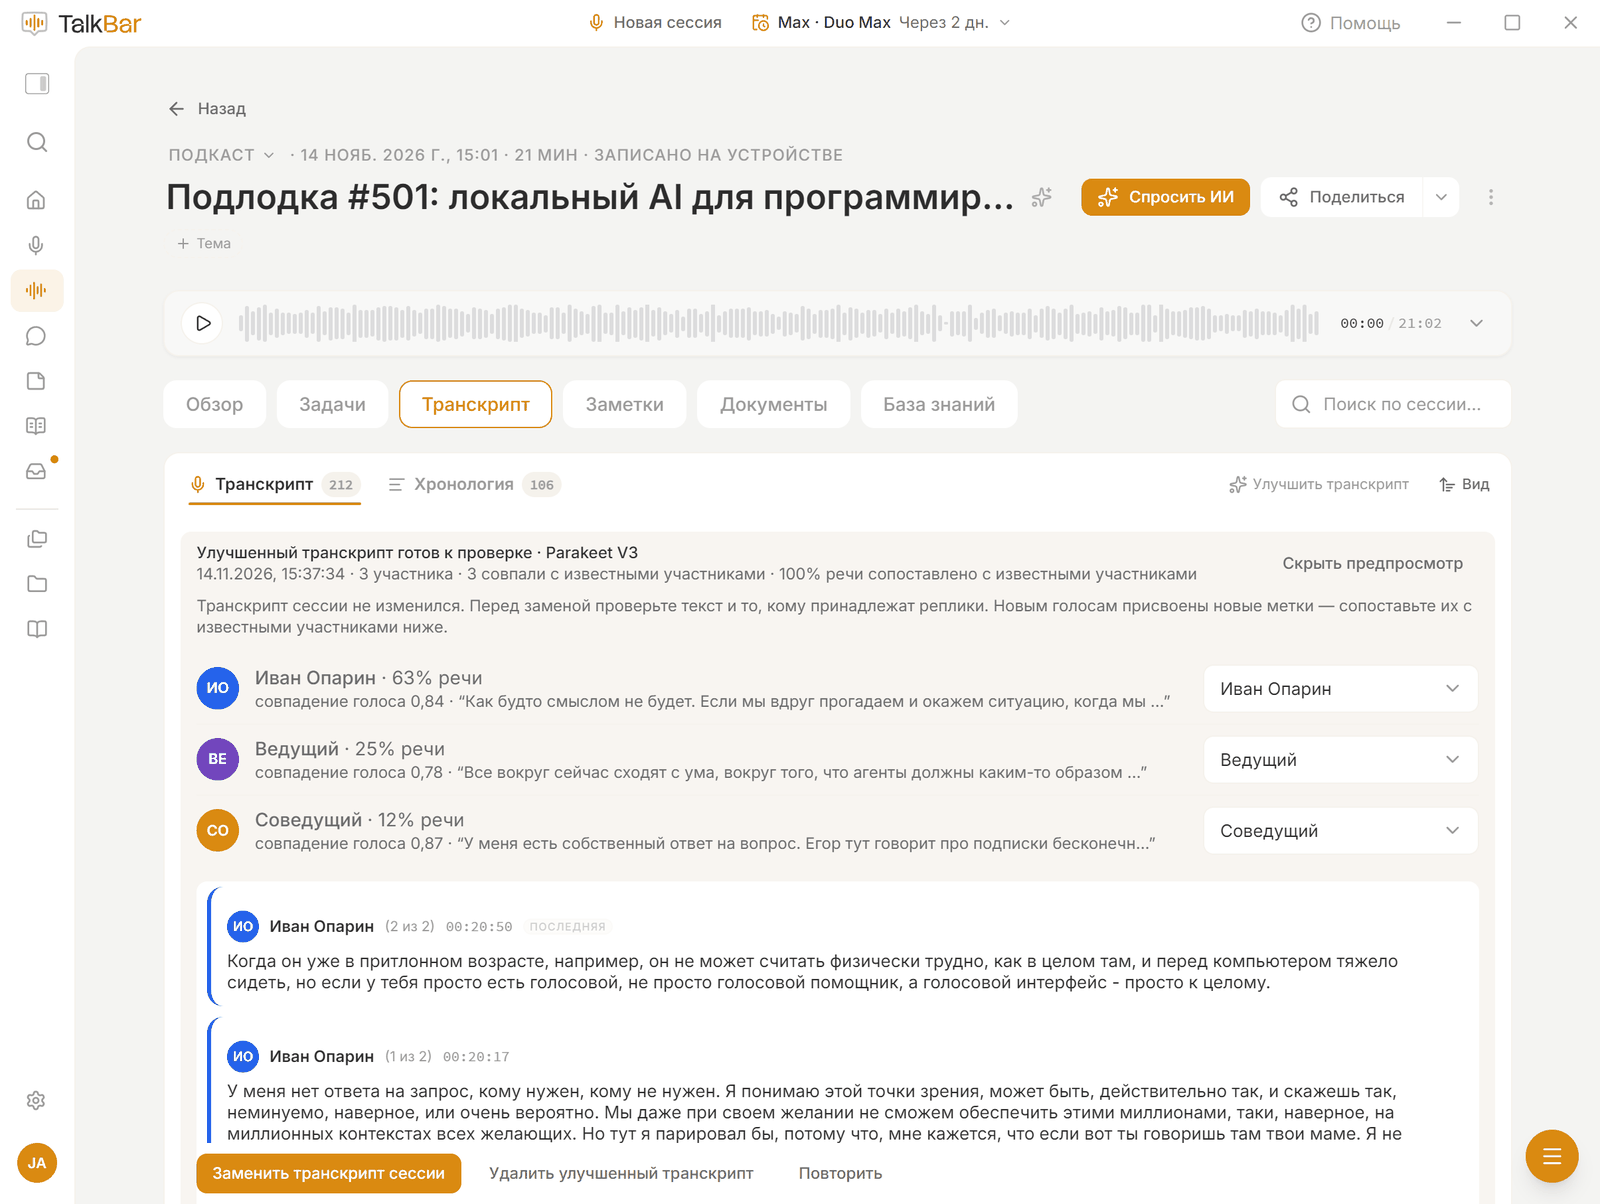 TalkBar
Новая сессия
Max · Duo Max Через 2 дн.
Помощь
Назад
ПОДКАСТ · 14 НОЯБ. 2026 Г., 15:01 · 21 МИН · ЗАПИСАНО НА УСТРОЙСТВЕ
Подлодка #501: локальный AI для программир...
Спросить ИИ
Поделиться
+ Тема
00:00 / 21:02
Обзор
Задачи
Транскрипт
Заметки
Документы
База знаний
Поиск по сессии...
Транскрипт 212
Хронология 106
Улучшить транскрипт
Вид
Улучшенный транскрипт готов к проверке · Parakeet V3
14.11.2026, 15:37:34 · 3 участника · 3 совпали с известными участниками · 100% речи сопоставлено с известными участниками
Скрыть предпросмотр
Транскрипт сессии не изменился. Перед заменой проверьте текст и то, кому принадлежат реплики. Новым голосам присвоены новые метки — сопоставьте их с
известными участниками ниже.
ИО
Иван Опарин · 63% речи
совпадение голоса 0,84 · “Как будто смыслом не будет. Если мы вдруг прогадаем и окажем ситуацию, когда мы ...”
Иван Опарин
ВЕ
Ведущий · 25% речи
совпадение голоса 0,78 · “Все вокруг сейчас сходят с ума, вокруг того, что агенты должны каким-то образом ...”
Ведущий
СО
Соведущий · 12% речи
совпадение голоса 0,87 · “У меня есть собственный ответ на вопрос. Егор тут говорит про подписки бесконечн...”
Соведущий
ИО Иван Опарин (2 из 2) 00:20:50 ПОСЛЕДНЯЯ
Когда он уже в притлонном возрасте, например, он не может считать физически трудно, как в целом там, и перед компьютером тяжело
сидеть, но если у тебя просто есть голосовой, не просто голосовой помощник, а голосовой интерфейс - просто к целому.
ИО Иван Опарин (1 из 2) 00:20:17
У меня нет ответа на запрос, кому нужен, кому не нужен. Я понимаю этой точки зрения, может быть, действительно так, и скажешь так,
неминуемо, наверное, или очень вероятно. Мы даже при своем желании не сможем обеспечить этими миллионами, таки, наверное, на
миллионных контекстах всех желающих. Но тут я парировал бы, потому что, мне кажется, что если вот ты говоришь там твои маме. Я не
Заменить транскрипт сессии
Удалить улучшенный транскрипт
Повторить
JA